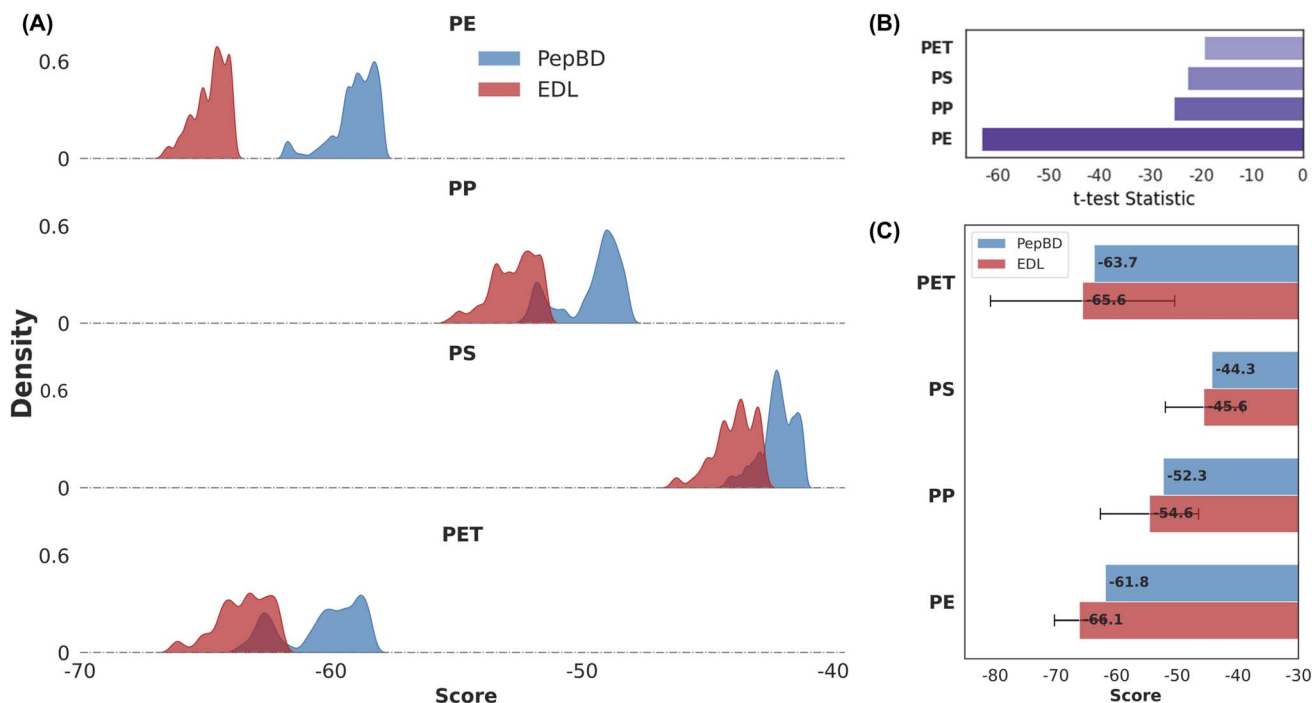 (A)
PE
0.6
0
PepBD
EDL
PP
0.6
0
PS
0.6
0
PET
0.6
0
Density
-70 -60 -50 -40
Score
(B)
PET
PS
PP
PE
-60 -50 -40 -30 -20 -10 0
t-test Statistic
(C)
PepBD
EDL
PET
-63.7
-65.6
PS
-44.3
-45.6
PP
-52.3
-54.6
PE
-61.8
-66.1
-80 -70 -60 -50 -40 -30
Score